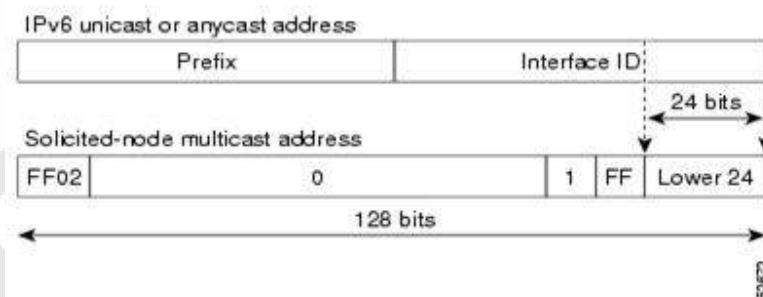 IPv6 unicast or anycast address
Prefix Interface ID
24 bits
Solicited-node multicast address
FF02 0 1 FF Lower 24
128 bits